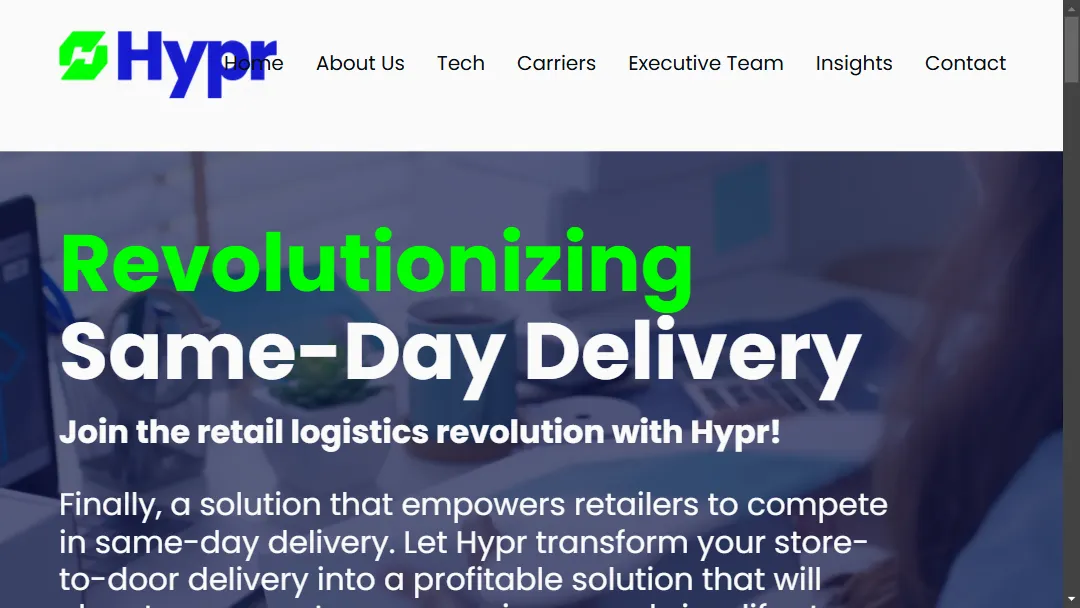 Hypr
Home About Us Tech Carriers Executive Team Insights Contact
Revolutionizing
Same-Day Delivery
Join the retail logistics revolution with Hypr!
Finally, a solution that empowers retailers to compete
in same-day delivery. Let Hypr transform your store-
to-door delivery into a profitable solution that will